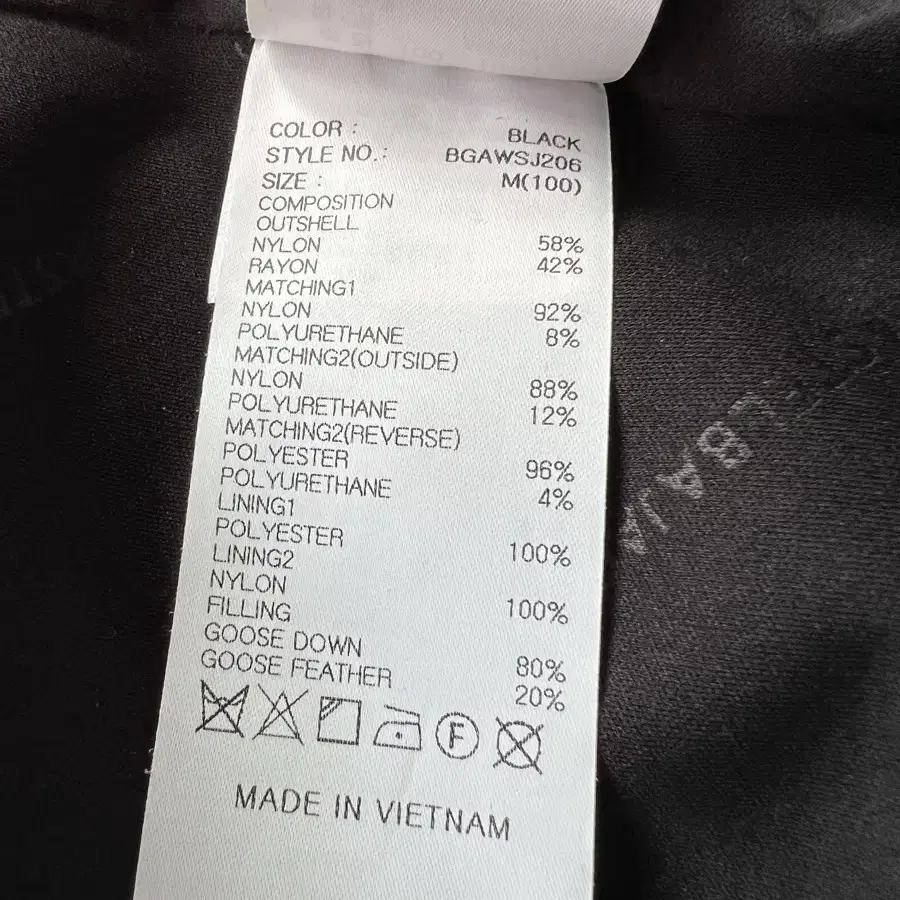 COLOR : BLACK
STYLE NO.: BGAWSJ206
SIZE : M(100)
COMPOSITION
OUTSHELL
NYLON 58%
RAYON 42%
MATCHING1
NYLON 92%
POLYURETHANE 8%
MATCHING2(OUTSIDE)
NYLON 88%
POLYURETHANE 12%
MATCHING2(REVERSE)
POLYESTER 96%
POLYURETHANE 4%
LINING1
POLYESTER 100%
LINING2
NYLON 100%
FILLING
GOOSE DOWN 80%
GOOSE FEATHER 20%
F
MADE IN VIETNAM